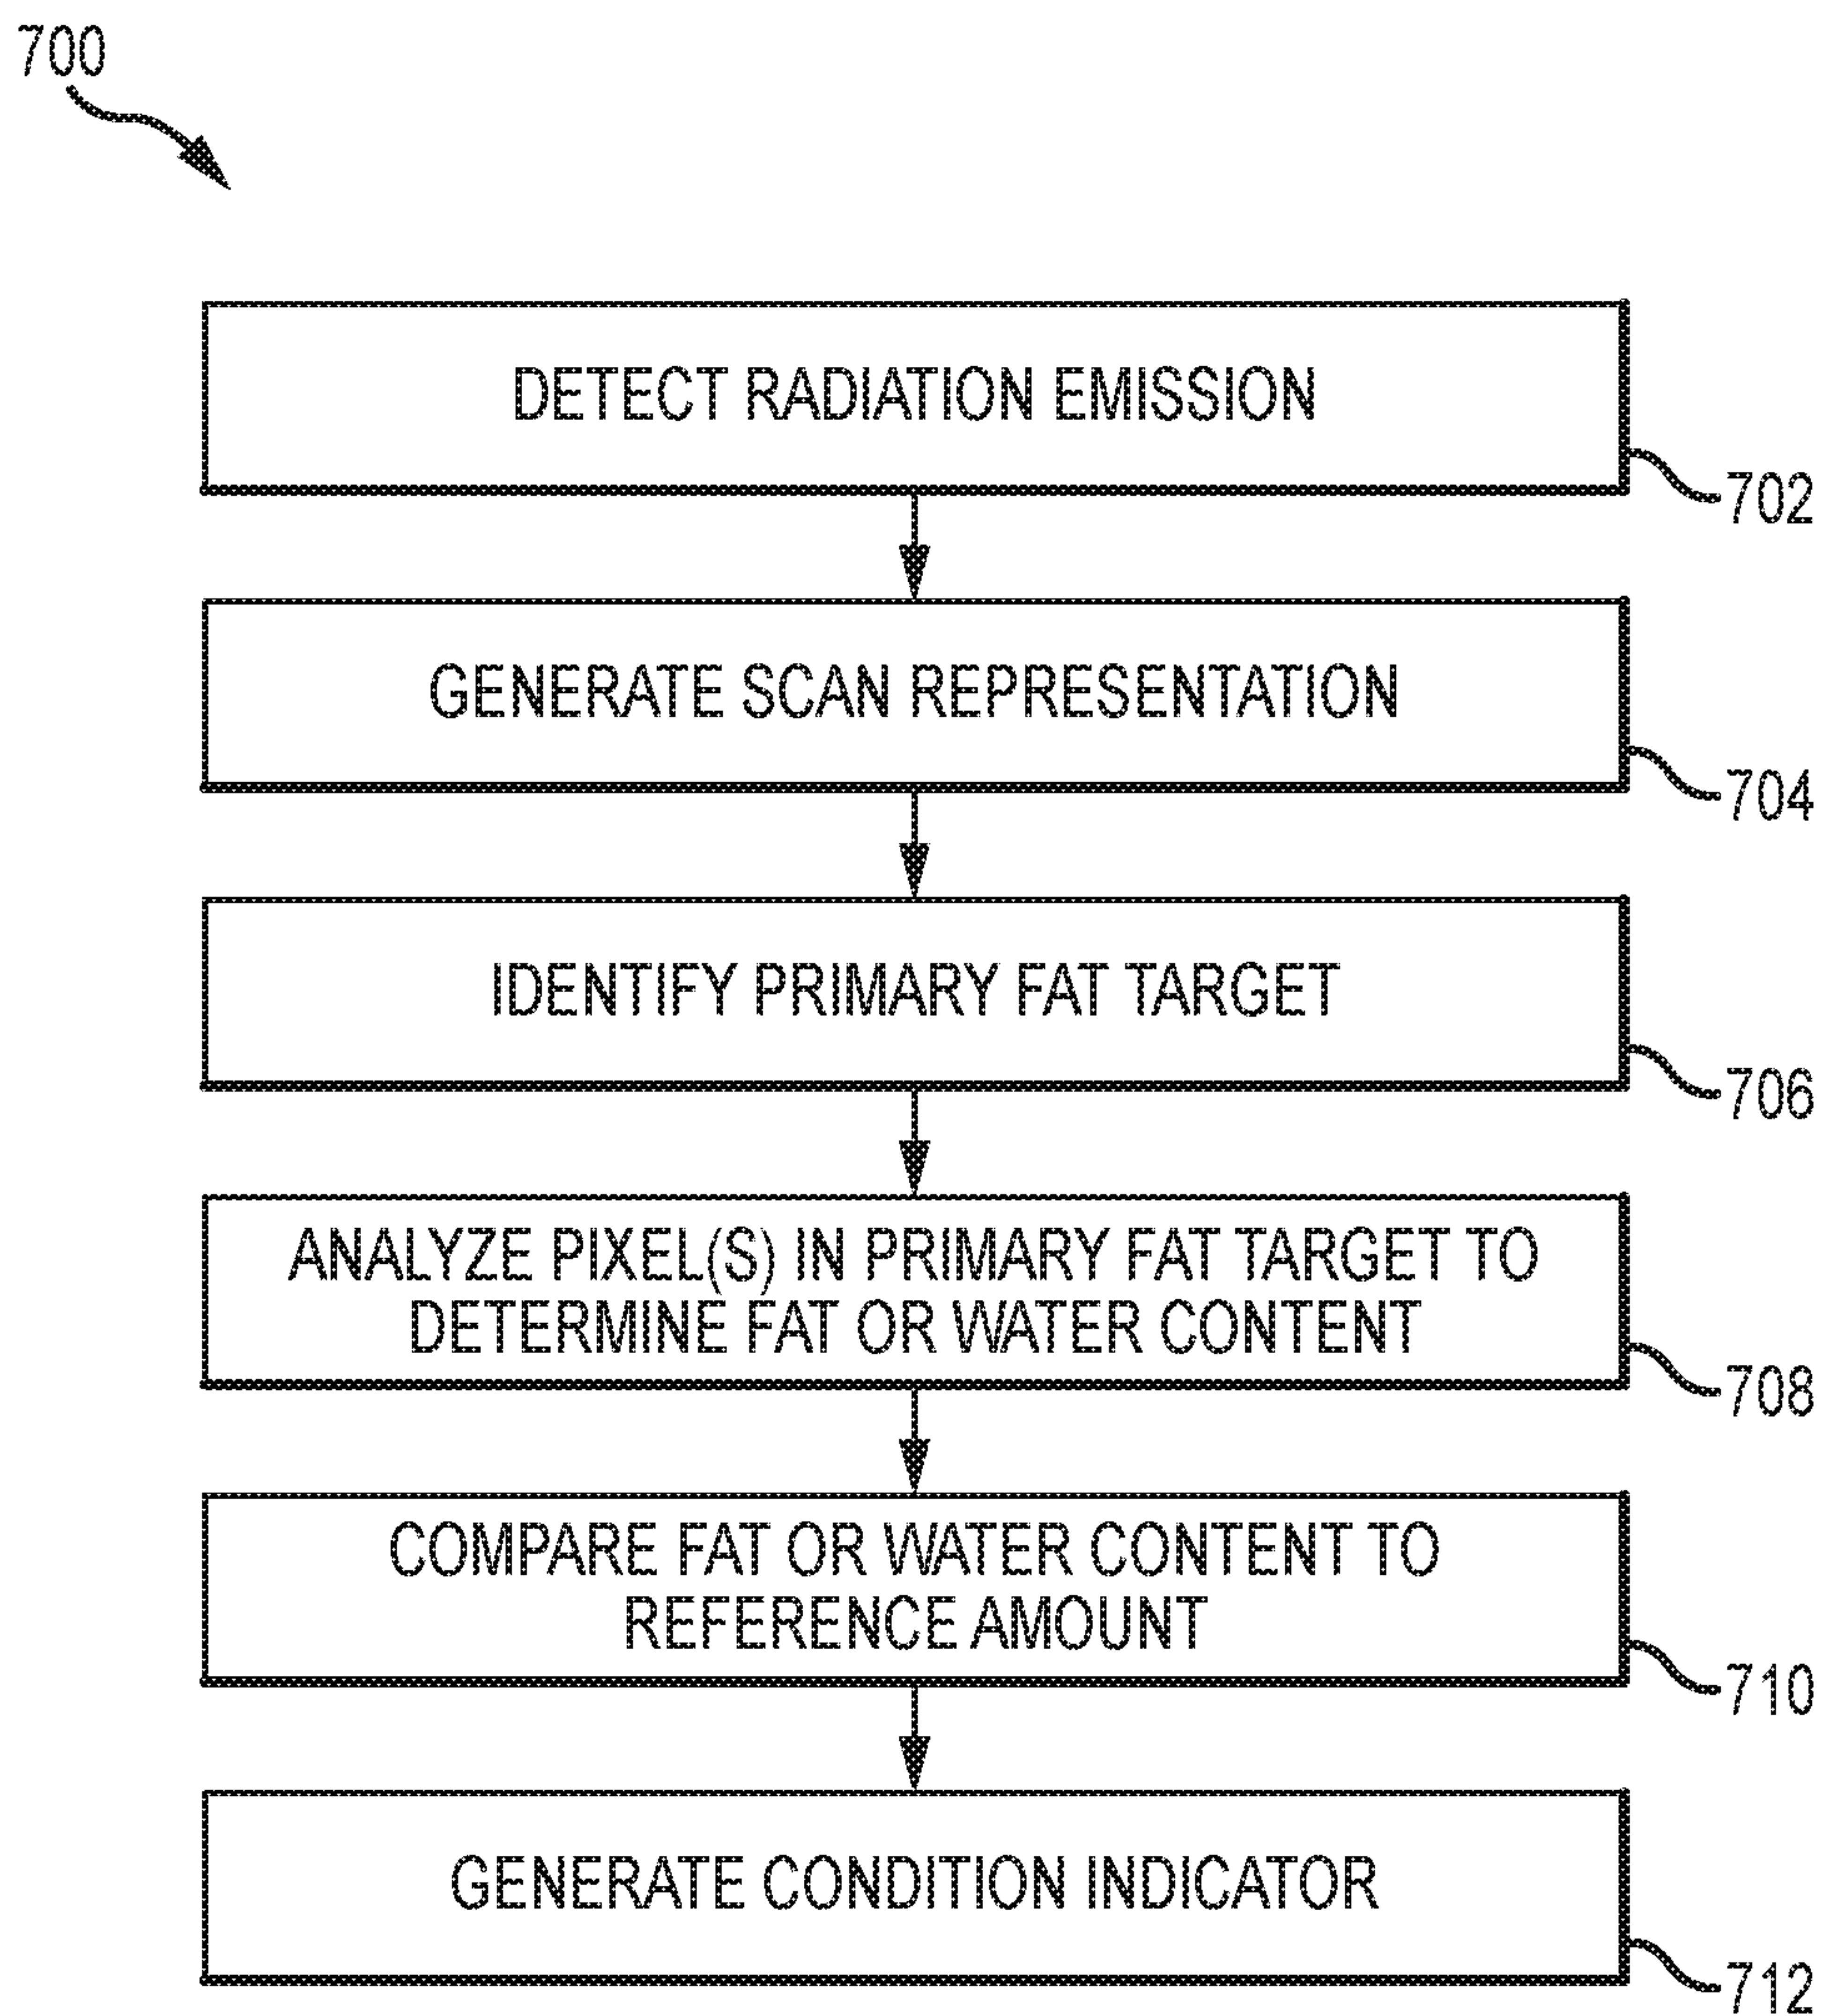 700
DETECT RADIATION EMISSION
702
GENERATE SCAN REPRESENTATION
704
IDENTIFY PRIMARY FAT TARGET
706
ANALYZE PIXEL(S) IN PRIMARY FAT TARGET TO
DETERMINE FAT OR WATER CONTENT
708
COMPARE FAT OR WATER CONTENT TO
REFERENCE AMOUNT
710
GENERATE CONDITION INDICATOR
712